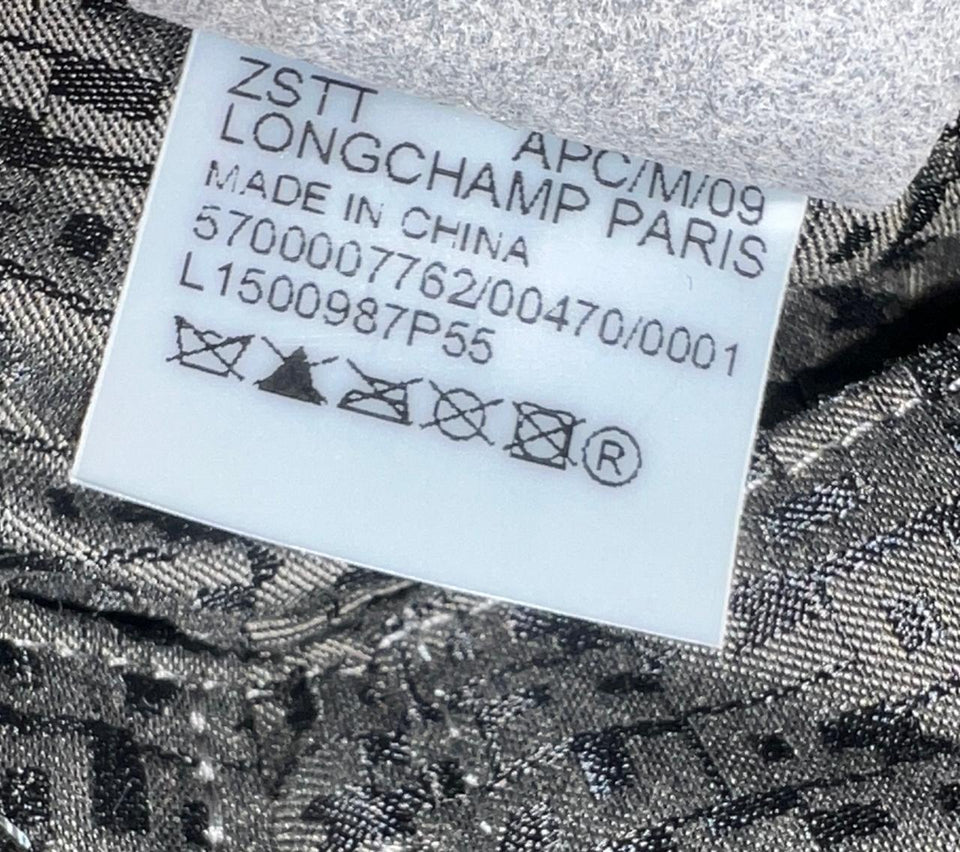 ZSTT APC/M/09
LONGCHAMP PARIS
MADE IN CHINA
5700007762/00470/0001
L1500987P55
R